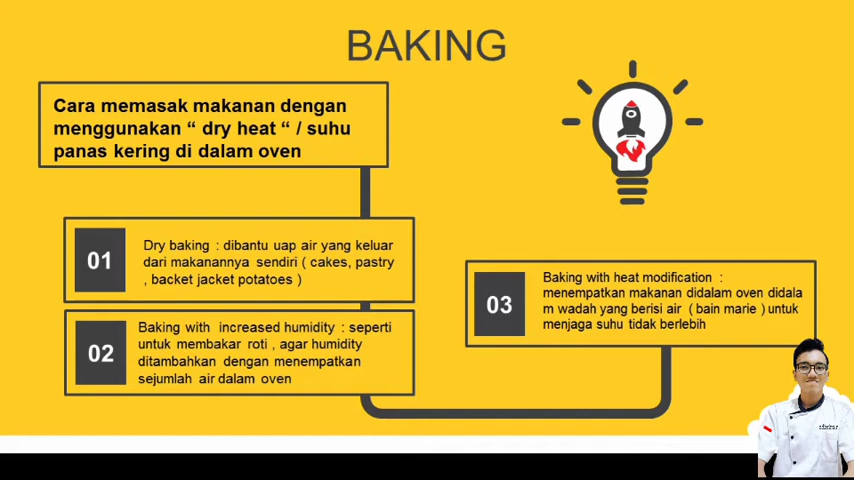 BAKING
Cara memasak makanan dengan
menggunakan “ dry heat “ / suhu
panas kering di dalam oven
01
Dry baking : dibantu uap air yang keluar
dari makanannya sendiri ( cakes, pastry
, backet jacket potatoes )
02
Baking with increased humidity : seperti
untuk membakar roti , agar humidity
ditambahkan dengan menempatkan
sejumlah air dalam oven
03
Baking with heat modification :
menempatkan makanan didalam oven didala
m wadah yang berisi air ( bain marie ) untuk
menjaga suhu tidak berlebih